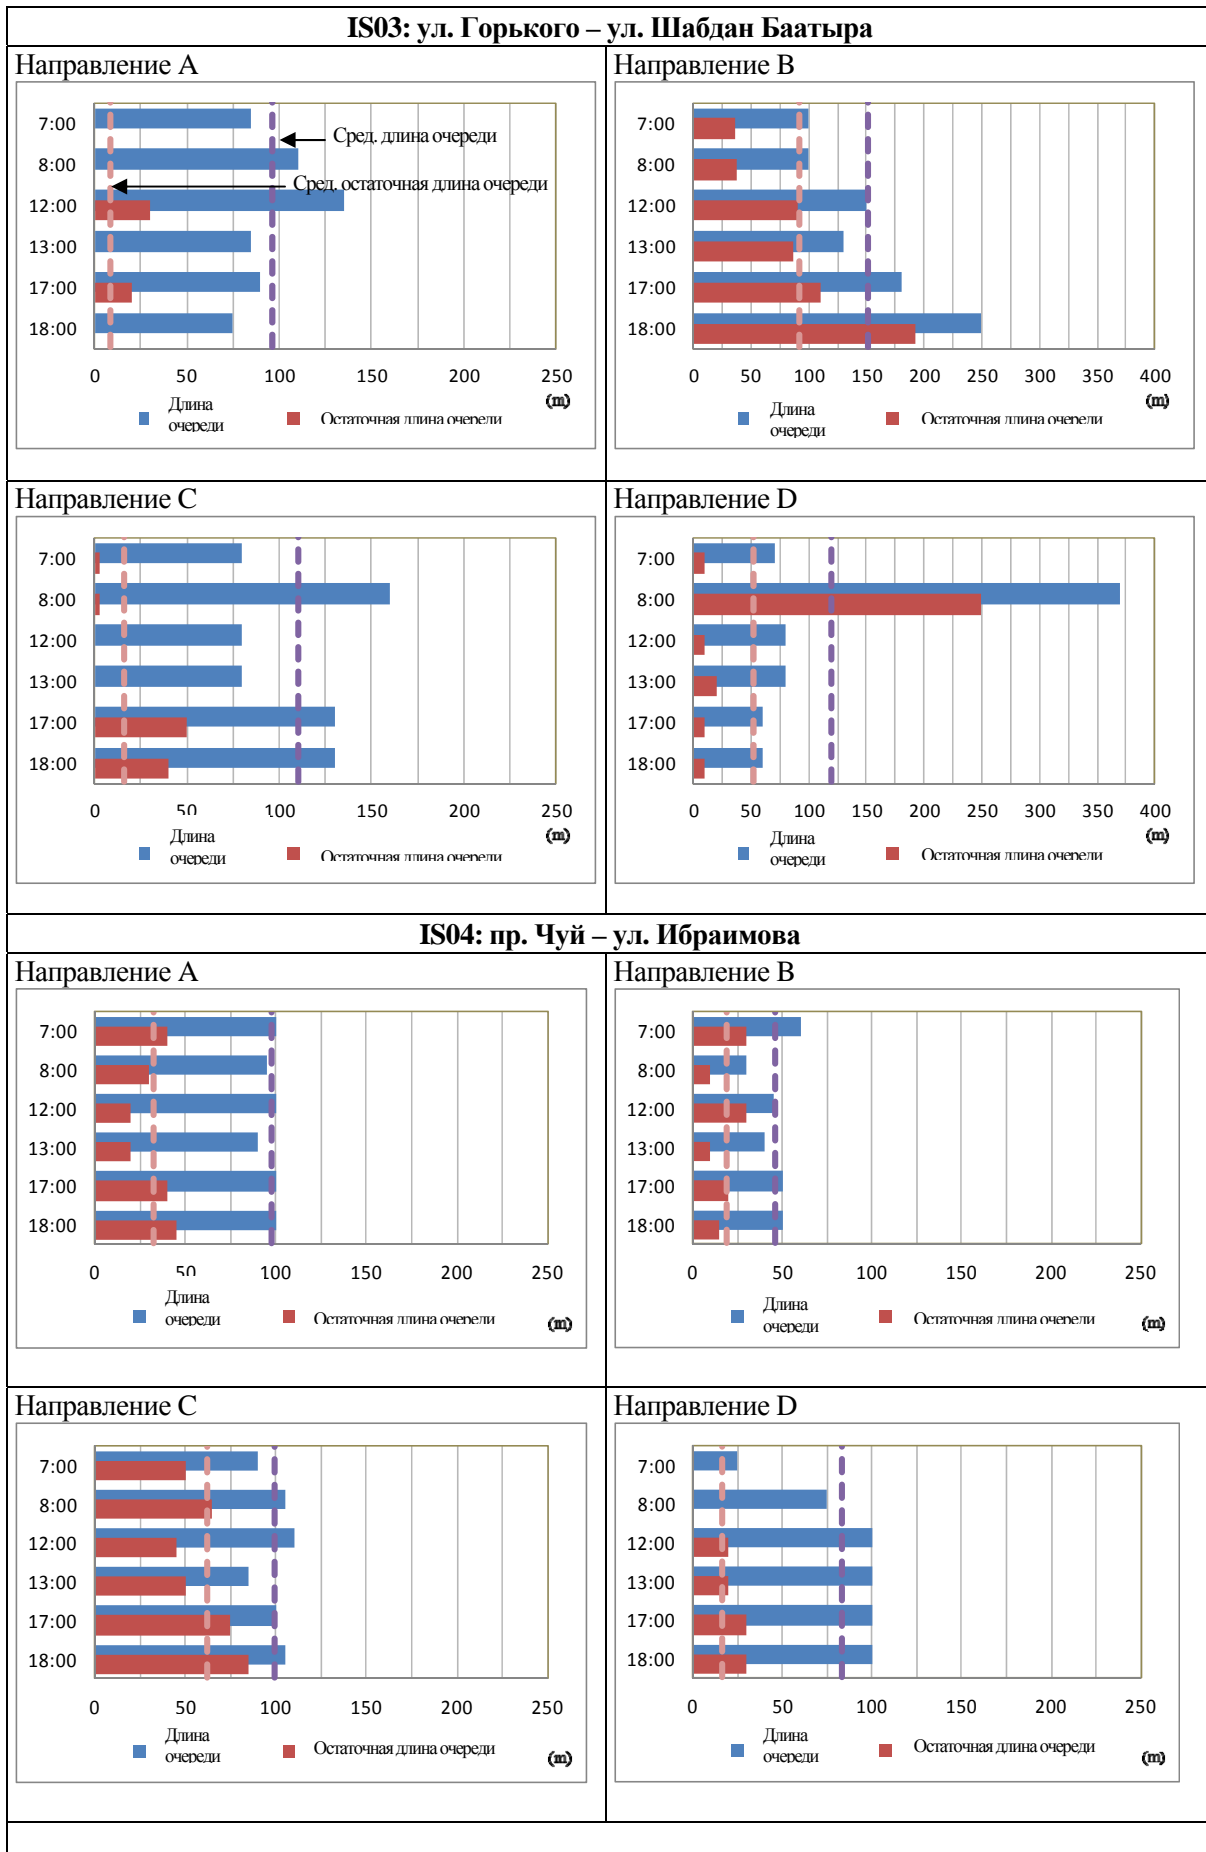 IS03: ул. Горького – ул. Шабдан Баатыра
Направление A
7:00
8:00
12:00
13:00
17:00
18:00
Сред. длина очереди
Сред. остаточная длина очереди
0 50 100 150 200 250
(m)
Длина
очереди
Остаточная длина очереди
Направление B
7:00
8:00
12:00
13:00
17:00
18:00
0 50 100 150 200 250 300 350 400
(m)
Длина
очереди
Остаточная длина очереди
Направление C
7:00
8:00
12:00
13:00
17:00
18:00
0 50 100 150 200 250
(m)
Длина
очереди
Остаточная длина очереди
Направление D
7:00
8:00
12:00
13:00
17:00
18:00
0 50 100 150 200 250 300 350 400
(m)
Длина
очереди
Остаточная длина очереди
IS04: пр. Чуй – ул. Ибраимова
Направление A
7:00
8:00
12:00
13:00
17:00
18:00
0 50 100 150 200 250
Длина
очереди
Остаточная длина очереди
(m)
Направление B
7:00
8:00
12:00
13:00
17:00
18:00
0 50 100 150 200 250
Длина
очереди
Остаточная длина очереди
(m)
Направление C
7:00
8:00
12:00
13:00
17:00
18:00
0 50 100 150 200 250
Длина
очереди
Остаточная длина очереди
(m)
Направление D
7:00
8:00
12:00
13:00
17:00
18:00
0 50 100 150 200 250
Длина
очереди
Остаточная длина очереди
(m)